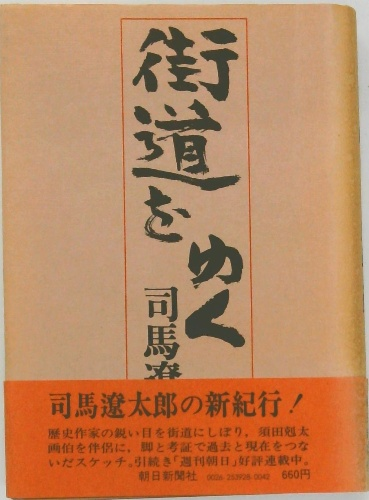 街道をゆく
司馬遼
司馬遼太郎の新紀行!
歴史作家の鋭い目を街道にしぼり、須田剋太
画伯を伴侶に、脚と考証で過去と現在をつな
いだスケッチ。引続き「週刊朝日」好評連載中。
朝日新聞社 0026-253928-0042 660円